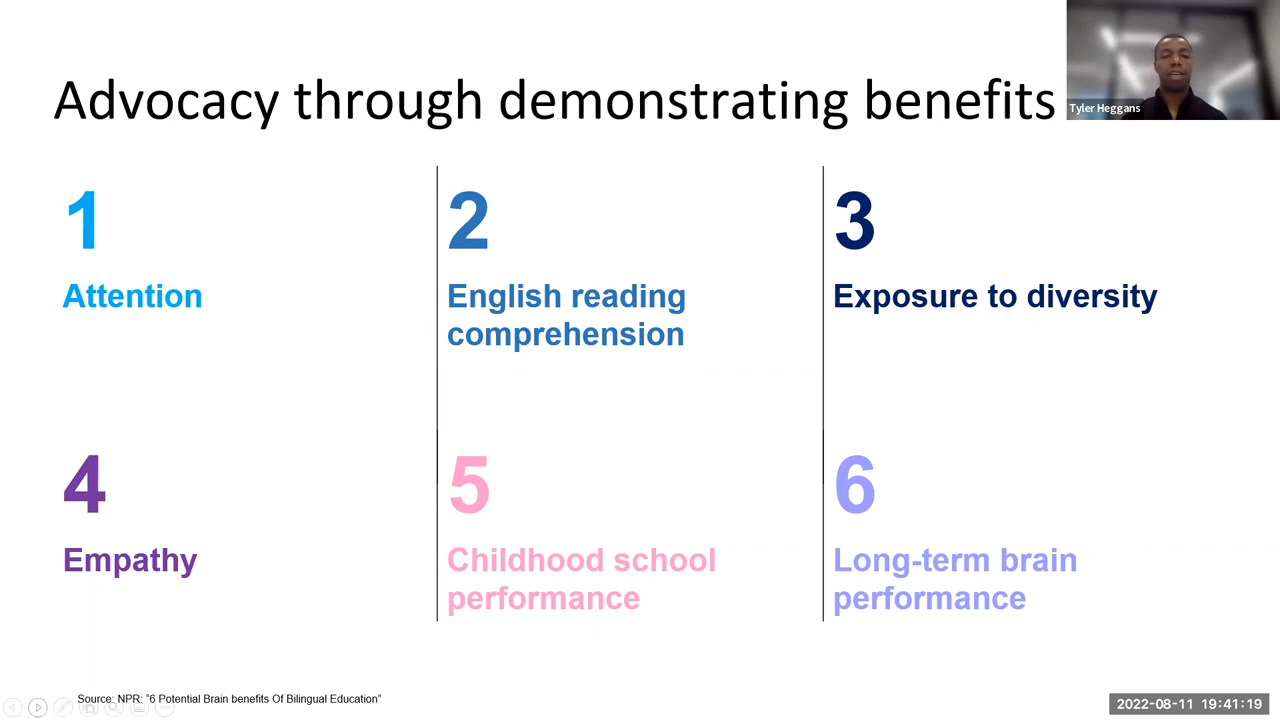 Advocacy through demonstrating benefits
Tyler Heggans
1
Attention
2
English reading
comprehension
3
Exposure to diversity
4
Empathy
5
Childhood school
performance
6
Long-term brain
performance
Source: NPR: "6 Potential Brain benefits Of Bilingual Education"
2022-08-11 19:41:19